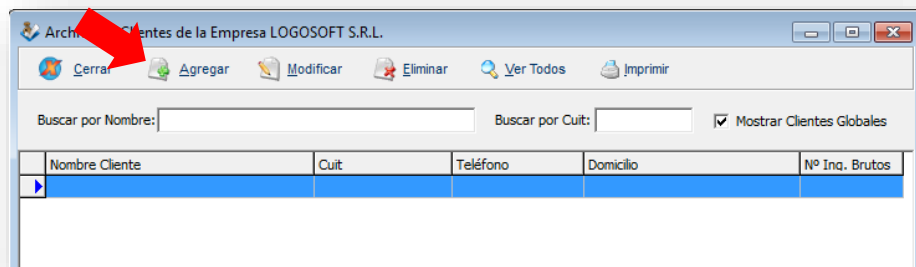 Archi Clientes de la Empresa LOGOSOFT S.R.L.
Cerrar Agregar Modificar Eliminar Ver Todos Imprimir
Buscar por Nombre: Buscar por Cuit: Mostrar Clientes Globales
Nombre Cliente Cuit Teléfono Domicilio Nº Ing. Brutos